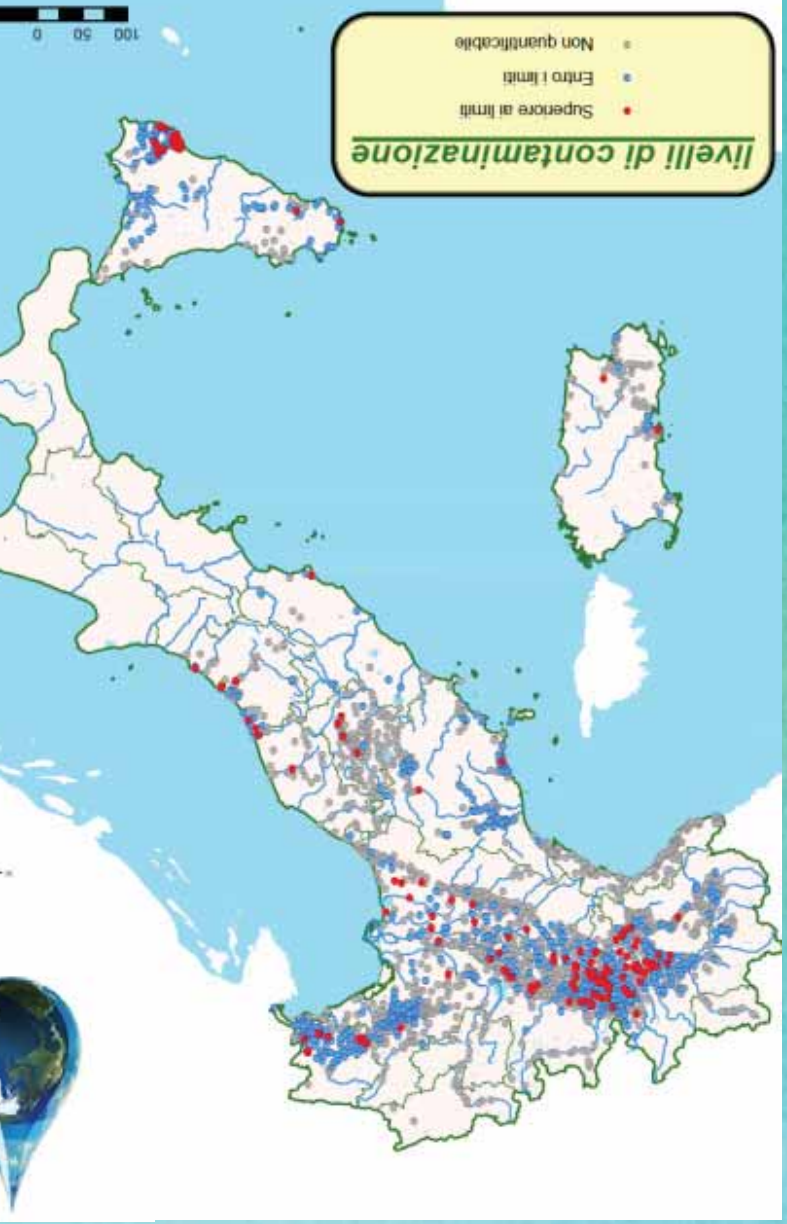 livelli di contaminazione
Superiore ai limiti
Entro i limiti
Non quantificabile
100 50 0